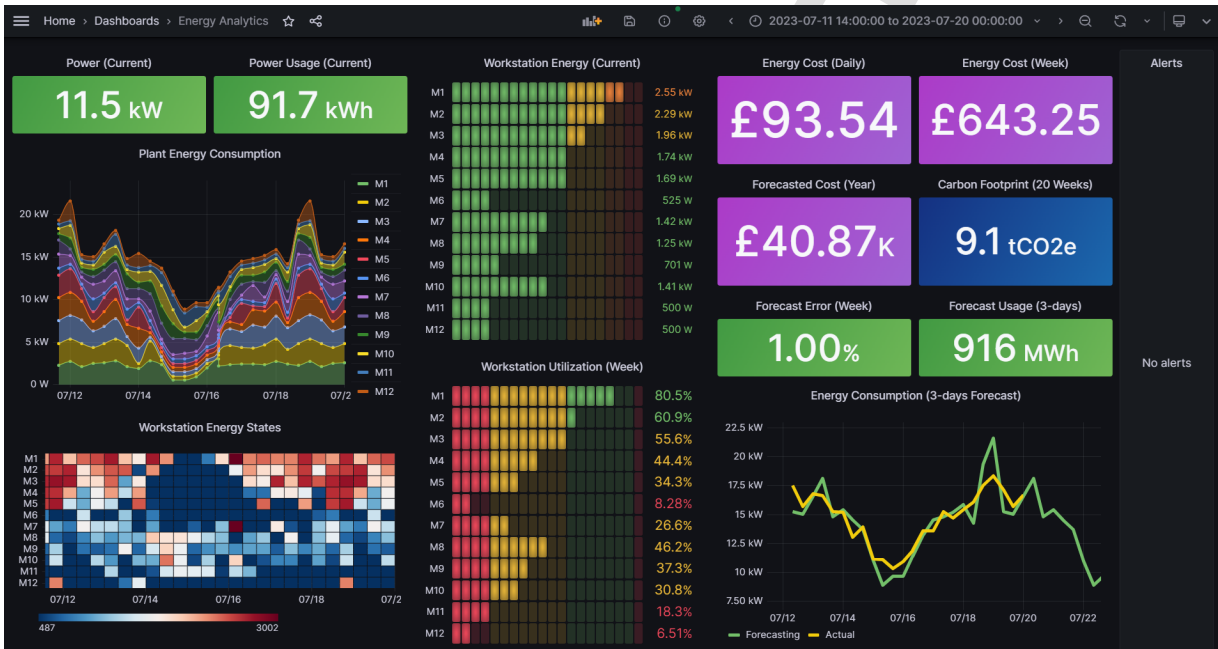 Home › Dashboards › Energy Analytics
2023-07-11 14:00:00 to 2023-07-20 00:00:00
Power (Current)
11.5 kW
Power Usage (Current)
91.7 kWh
Plant Energy Consumption
20 kW
15 kW
10 kW
5 kW
0 W
07/12
07/14
07/16
07/18
07/2
M1
M2
M3
M4
M5
M6
M7
M8
M9
M10
M11
M12
Workstation Energy States
M1
M2
M3
M4
M5
M6
M7
M8
M9
M10
M11
M12
07/12
07/14
07/16
07/18
07/2
487
3002
Workstation Energy (Current)
M1 2.55 kW
M2 2.29 kW
M3 1.96 kW
M4 1.74 kW
M5 1.69 kW
M6 525 W
M7 1.42 kW
M8 1.25 kW
M9 701 W
M10 1.41 kW
M11 500 W
M12 500 W
Workstation Utilization (Week)
M1 80.5%
M2 60.9%
M3 55.6%
M4 44.4%
M5 34.3%
M6 8.28%
M7 26.6%
M8 46.2%
M9 37.3%
M10 30.8%
M11 18.3%
M12 6.51%
Energy Cost (Daily)
£93.54
Energy Cost (Week)
£643.25
Forecasted Cost (Year)
£40.87K
Carbon Footprint (20 Weeks)
9.1 tCO2e
Forecast Error (Week)
1.00%
Forecast Usage (3-days)
916 MWh
Energy Consumption (3-days Forecast)
22.5 kW
20 kW
17.5 kW
15 kW
12.5 kW
10 kW
7.50 kW
07/12
07/14
07/16
07/18
07/20
07/22
Forecasting
Actual
Alerts
No alerts